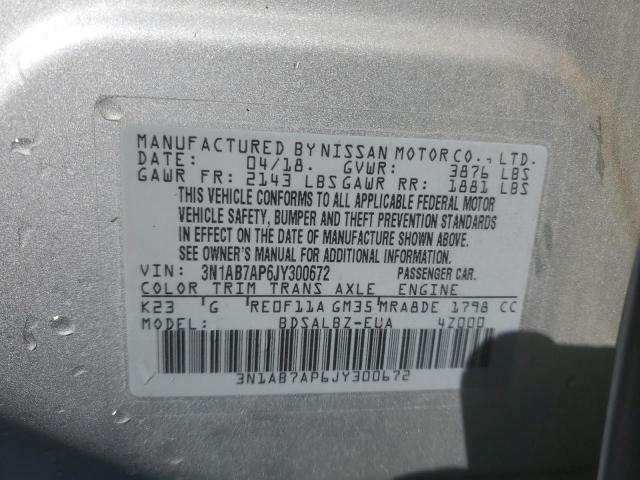 MANUFACTURED BY NISSAN MOTOR CO., LTD.
DATE: 04/18. GVWR: 3876 LBS
GAWR FR: 2143 LBS GAWR RR: 1881 LBS
THIS VEHICLE CONFORMS TO ALL APPLICABLE FEDERAL MOTOR
VEHICLE SAFETY, BUMPER AND THEFT PREVENTION STANDARDS
IN EFFECT ON THE DATE OF MANUFACTURE SHOWN ABOVE.
SEE OWNER'S MANUAL FOR ADDITIONAL INFORMATION.
VIN: 3N1AB7AP6JY300672 PASSENGER CAR.
COLOR TRIM TRANS AXLE ENGINE
K23 G RE0F11A GM35 MRA8DE 1798 CC
MODEL: BDSALBZ-EUA 4Z000
3N1AB7AP6JY300672